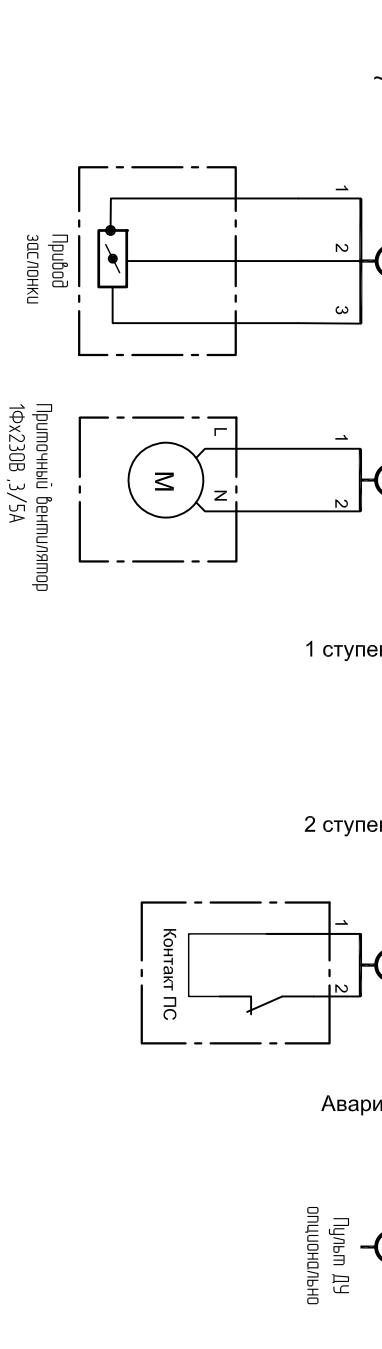 ~
1
2
3
Привод
заслонки
1
2
L
N
M
Приточный вентилятор
1Фх230В ,3/5А
1 ступен
2 ступен
1
2
Контакт ПС
Авари
Пульт ДУ
опционально